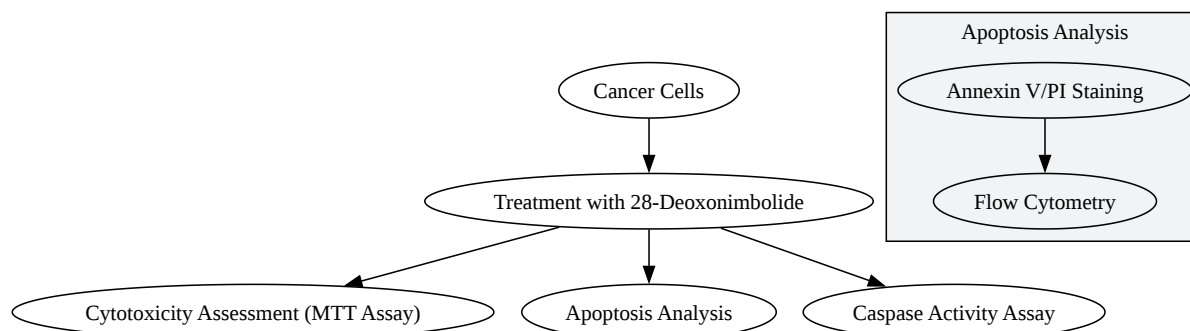 Apoptosis Analysis
Cancer Cells
Annexin V/PI Staining
Treatment with 28-Deoxonimbolide
Flow Cytometry
Cytotoxicity Assessment (MTT Assay)
Apoptosis Analysis
Caspase Activity Assay